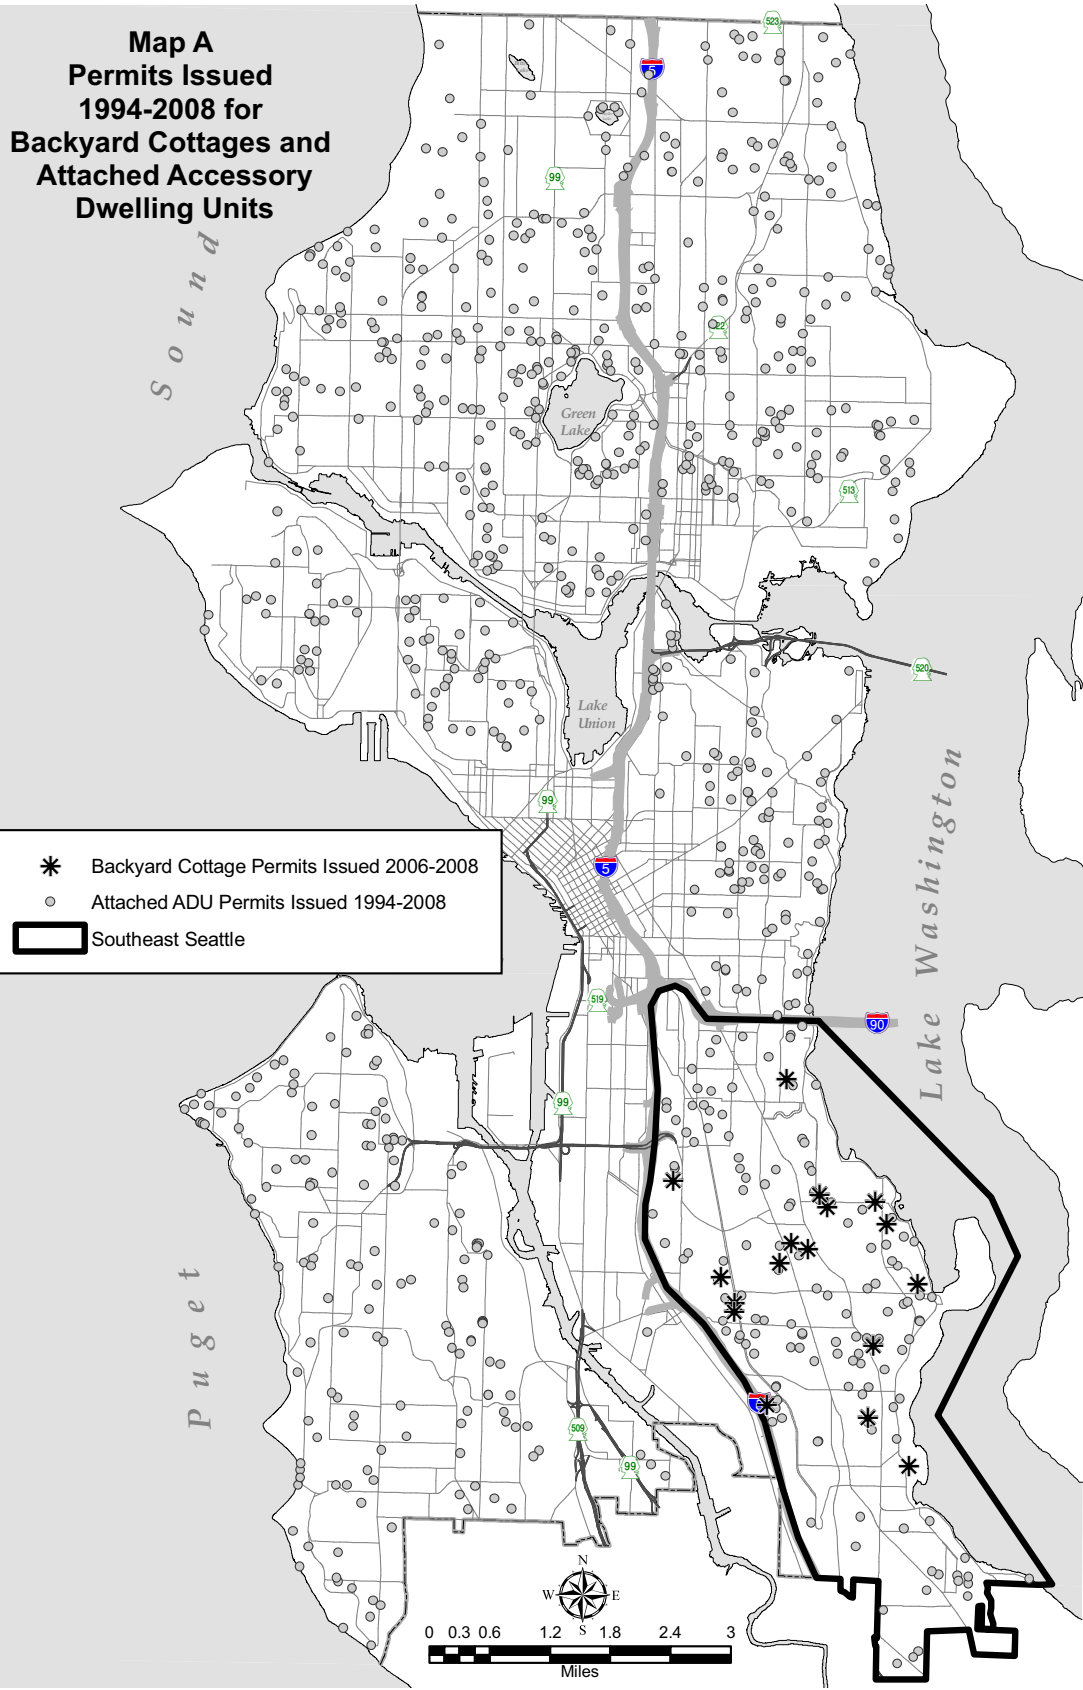 Map A
Permits Issued
1994-2008 for
Backyard Cottages and
Attached Accessory
Dwelling Units
523
5
99
Sound
22
Green
Lake
513
520
Lake
Union
99
Backyard Cottage Permits Issued 2006-2008
5
Attached ADU Permits Issued 1994-2008
Southeast Seattle
Lake Washington
519
90
99
Puget
509
99
N
W E
S
0 0.3 0.6 1.2 1.8 2.4 3
Miles